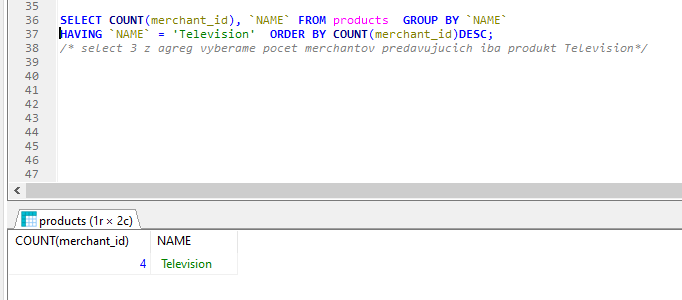 35
36 SELECT COUNT(merchant_id), `NAME` FROM products  GROUP BY `NAME`
37 HAVING `NAME` = 'Television'  ORDER BY COUNT(merchant_id)DESC;
38 /* select 3 z agreg vyberame pocet merchantov predavujucich iba produkt Television*/
39
40
41
42
43
44
45
46
47
products (1r × 2c)
COUNT(merchant_id) NAME
4 Television